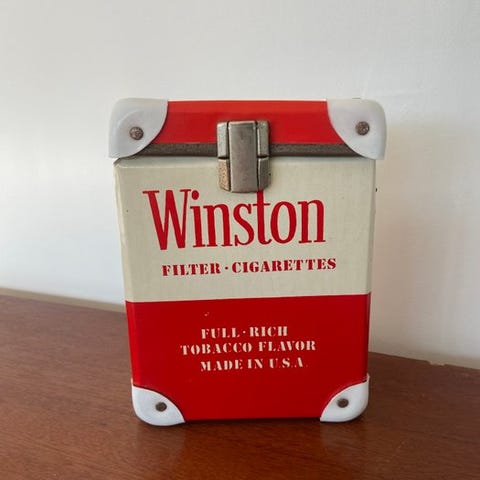 Winston
FILTER · CIGARETTES
FULL · RICH
TOBACCO FLAVOR
MADE IN U.S.A.